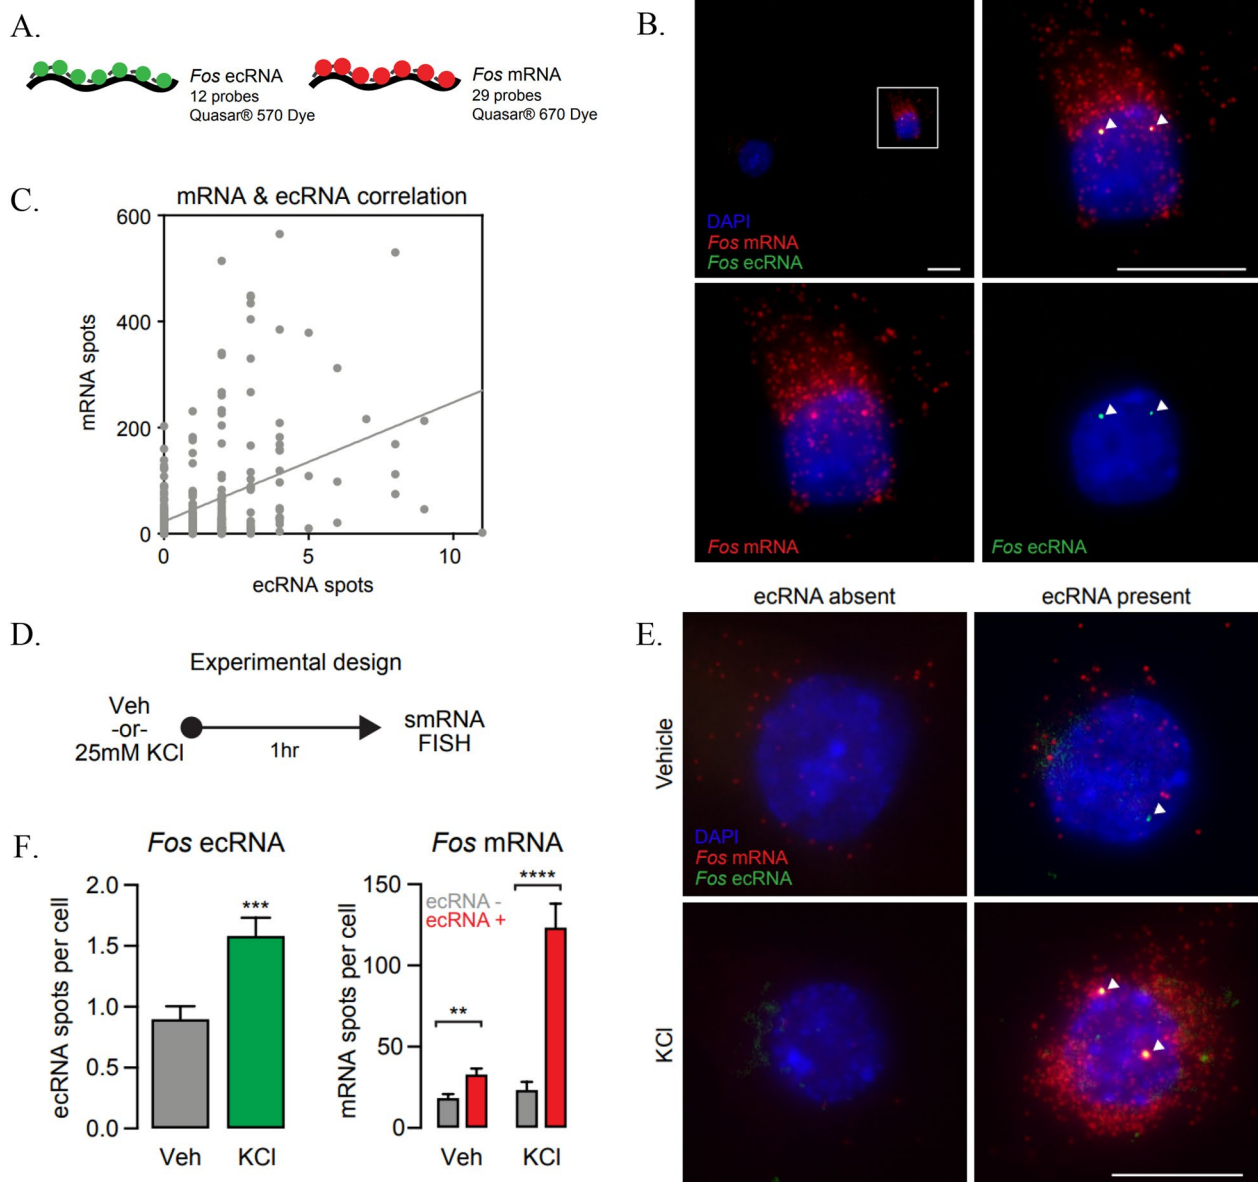 A.
Fos ecRNA
12 probes
Quasar® 570 Dye
Fos mRNA
29 probes
Quasar® 670 Dye
B.
DAPI
Fos mRNA
Fos ecRNA
Fos mRNA
Fos ecRNA
C.
mRNA & ecRNA correlation
600
400
200
0
mRNA spots
0 5 10
ecRNA spots
D.
Experimental design
Veh
-or-
25mM KCl
1hr
smRNA
FISH
E.
ecRNA absent
ecRNA present
Vehicle
DAPI
Fos mRNA
Fos ecRNA
KCl
F.
Fos ecRNA
ecRNA spots per cell
2.0
1.5
1.0
0.5
0.0
***
Veh KCl
Fos mRNA
mRNA spots per cell
150
100
50
0
ecRNA -
ecRNA +
**
****
Veh KCl